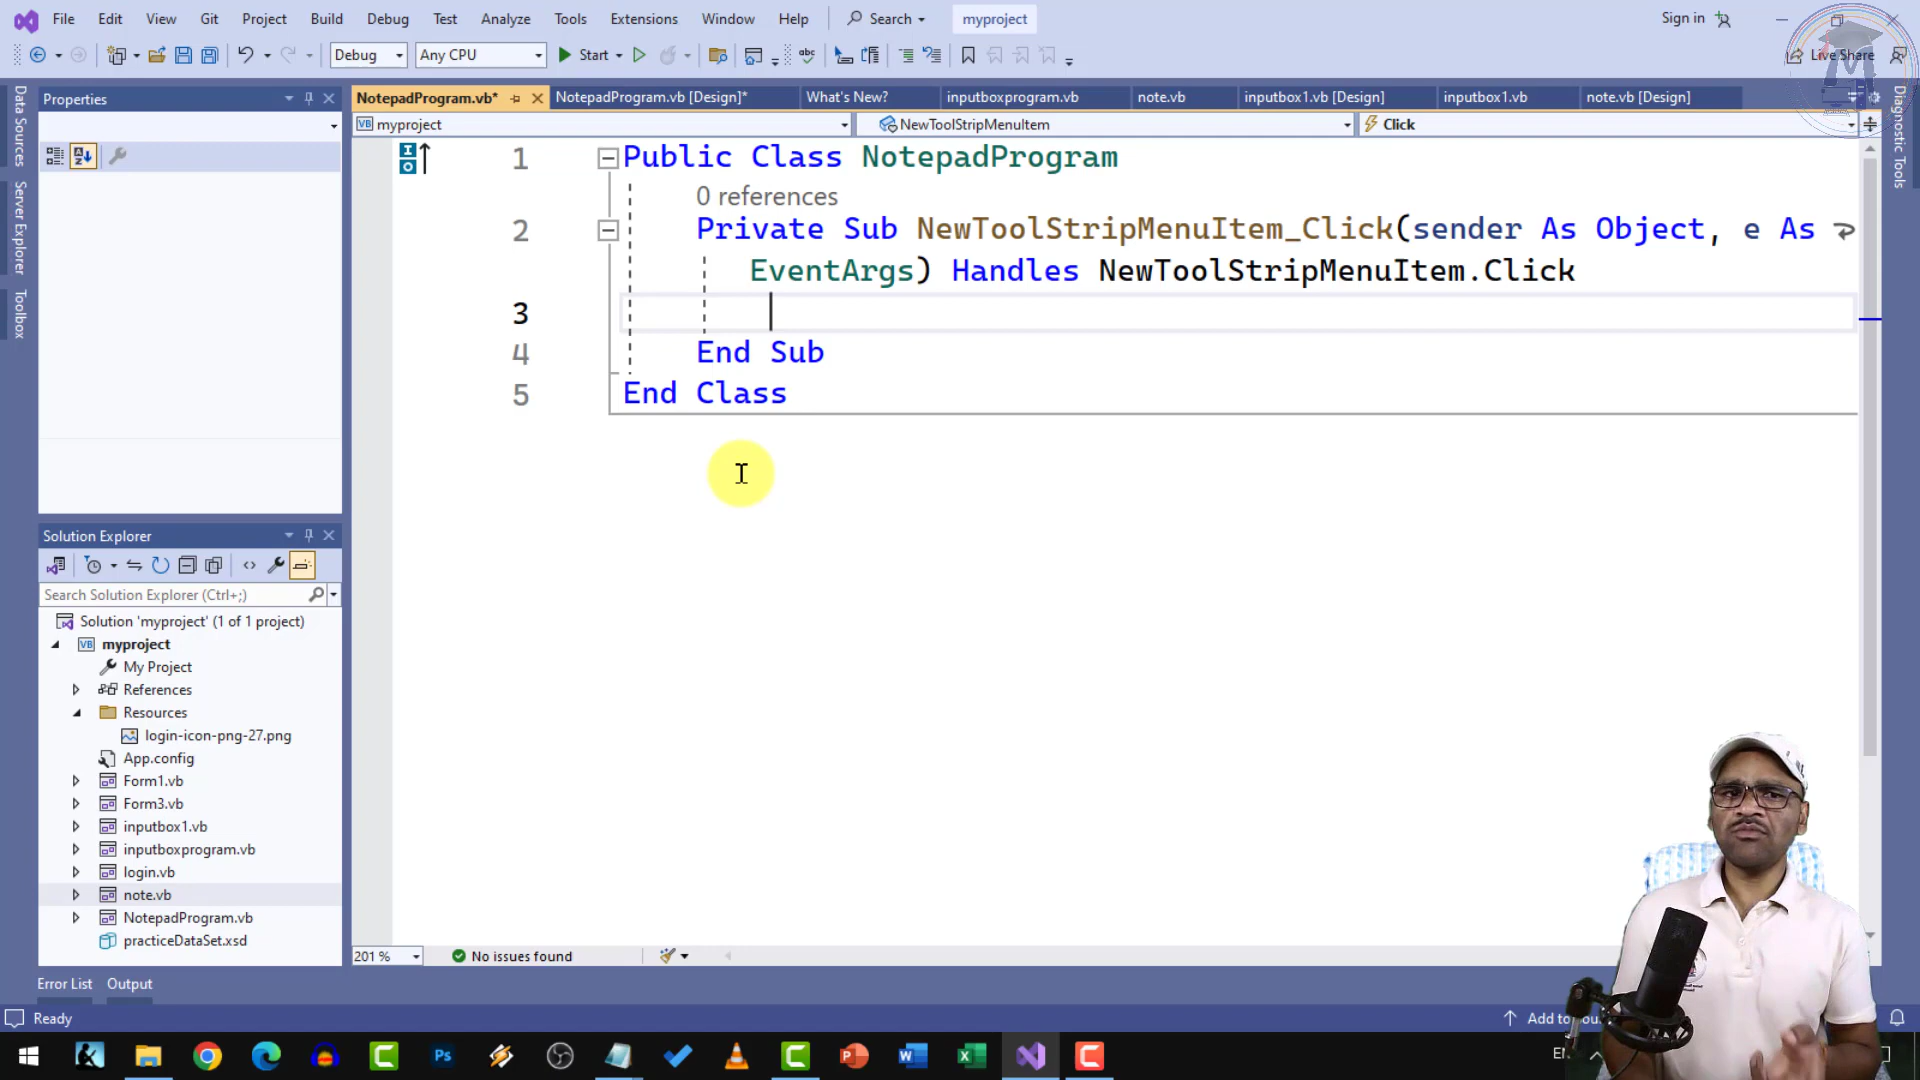 File Edit View Git Project Build Debug Test Analyze Tools Extensions Window Help Search myproject Sign in
Debug Any CPU Start Live Share
Data Sources
Server Explorer
Toolbox
Properties
NotepadProgram.vb* NotepadProgram.vb [Design]* What's New? inputboxprogram.vb note.vb inputbox1.vb [Design] inputbox1.vb note.vb [Design]
VB myproject NewToolStripMenuItem Click
Diagnostic Tools
1 Public Class NotepadProgram
0 references
2 Private Sub NewToolStripMenuItem_Click(sender As Object, e As
EventArgs) Handles NewToolStripMenuItem.Click
3
4 End Sub
5 End Class
Solution Explorer
Search Solution Explorer (Ctrl+;)
Solution 'myproject' (1 of 1 project)
VB myproject
My Project
References
Resources
login-icon-png-27.png
App.config
Form1.vb
Form3.vb
inputbox1.vb
inputboxprogram.vb
login.vb
note.vb
NotepadProgram.vb
practiceDataSet.xsd
201 % No issues found
Error List Output
Ready Add to